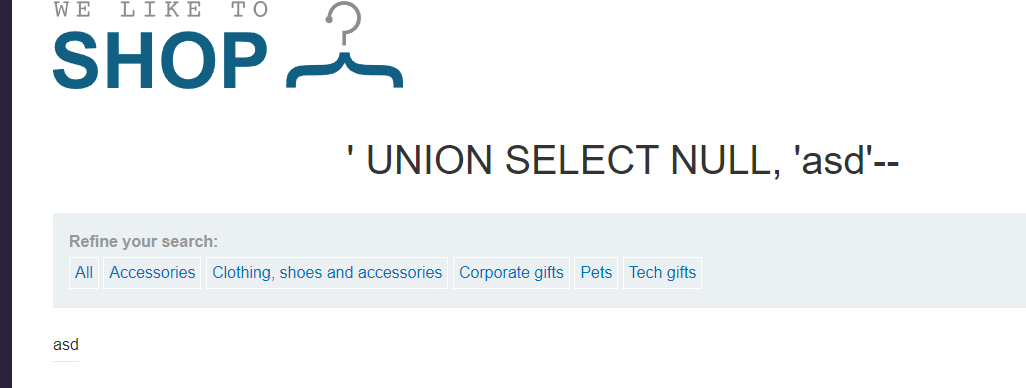 WE LIKE TO
SHOP
' UNION SELECT NULL, 'asd'--
Refine your search:
All Accessories Clothing, shoes and accessories Corporate gifts Pets Tech gifts
asd